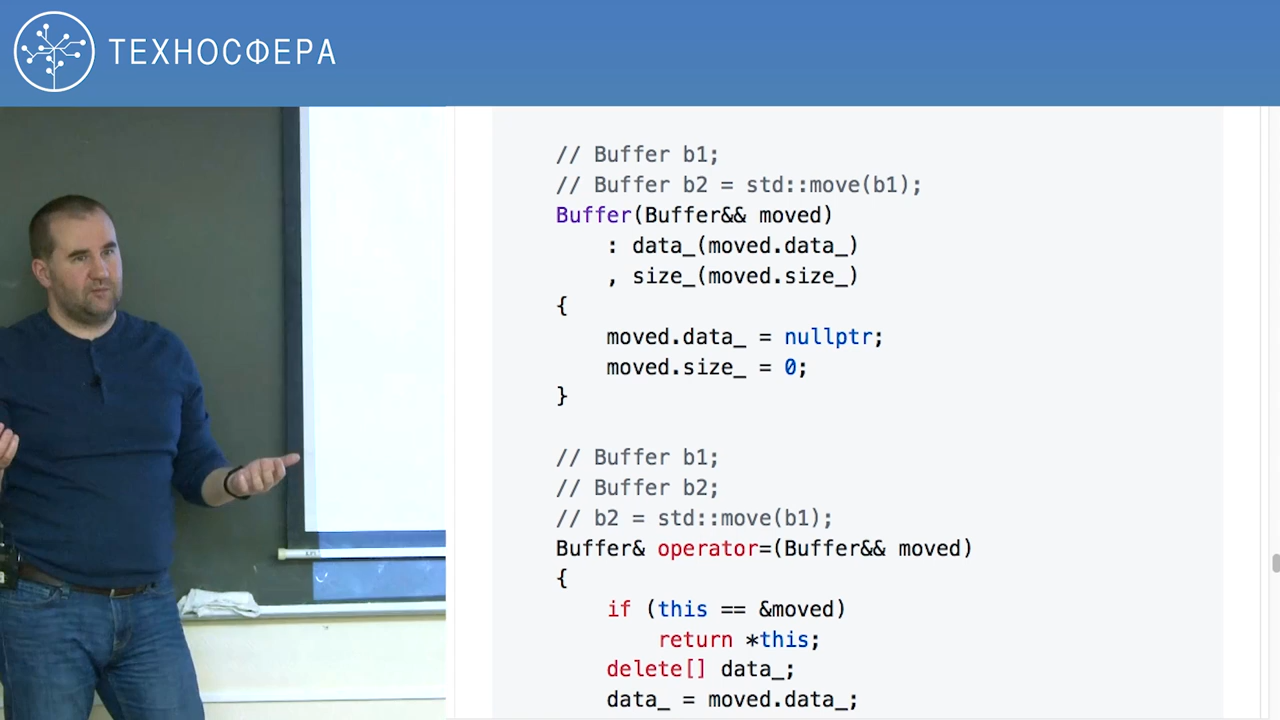 ТЕХНОСФЕРА
// Buffer b1;
// Buffer b2 = std::move(b1);
Buffer(Buffer&& moved)
    : data_(moved.data_)
    , size_(moved.size_)
{
    moved.data_ = nullptr;
    moved.size_ = 0;
}
// Buffer b1;
// Buffer b2;
// b2 = std::move(b1);
Buffer& operator=(Buffer&& moved)
{
    if (this == &moved)
        return *this;
    delete[] data_;
    data_ = moved.data_;